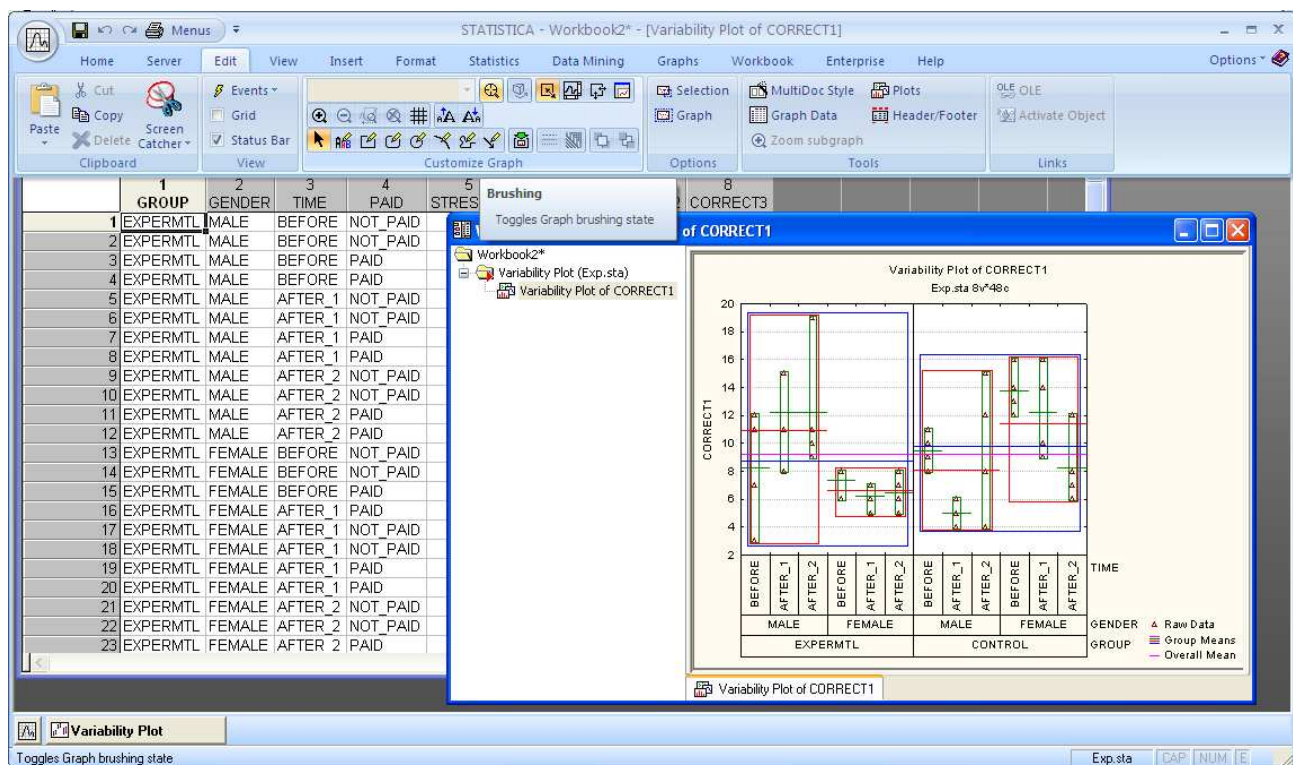 STATISTICA - Workbook2* - [Variability Plot of CORRECT1]
Menus
Home Server Edit View Insert Format Statistics Data Mining Graphs Workbook Enterprise Help Options
Paste
Cut
Copy
Delete
Screen Catcher
Clipboard
Events
Grid
Status Bar
View
Customize Graph
Selection
Graph
Options
MultiDoc Style
Plots
Graph Data
Header/Footer
Zoom subgraph
Tools
OLE OLE
Activate Object
Links
Brushing
Toggles Graph brushing state
1 2 3 4 5 8
GROUP GENDER TIME PAID STRES CORRECT3
1 EXPERMTL MALE BEFORE NOT_PAID
2 EXPERMTL MALE BEFORE NOT_PAID
3 EXPERMTL MALE BEFORE PAID
4 EXPERMTL MALE BEFORE PAID
5 EXPERMTL MALE AFTER_1 NOT_PAID
6 EXPERMTL MALE AFTER_1 NOT_PAID
7 EXPERMTL MALE AFTER_1 PAID
8 EXPERMTL MALE AFTER_1 PAID
9 EXPERMTL MALE AFTER_2 NOT_PAID
10 EXPERMTL MALE AFTER_2 NOT_PAID
11 EXPERMTL MALE AFTER_2 PAID
12 EXPERMTL MALE AFTER_2 PAID
13 EXPERMTL FEMALE BEFORE NOT_PAID
14 EXPERMTL FEMALE BEFORE NOT_PAID
15 EXPERMTL FEMALE BEFORE PAID
16 EXPERMTL FEMALE AFTER_1 PAID
17 EXPERMTL FEMALE AFTER_1 NOT_PAID
18 EXPERMTL FEMALE AFTER_1 NOT_PAID
19 EXPERMTL FEMALE AFTER_1 PAID
20 EXPERMTL FEMALE AFTER_1 PAID
21 EXPERMTL FEMALE AFTER_2 NOT_PAID
22 EXPERMTL FEMALE AFTER_2 NOT_PAID
23 EXPERMTL FEMALE AFTER_2 PAID
of CORRECT1
Workbook2*
Variability Plot (Exp.sta)
Variability Plot of CORRECT1
Variability Plot of CORRECT1
Exp.sta 8v*48c
CORRECT1
20
18
16
14
12
10
8
6
4
2
BEFORE AFTER_1 AFTER_2 BEFORE AFTER_1 AFTER_2 BEFORE AFTER_1 AFTER_2 BEFORE AFTER_1 AFTER_2 TIME
MALE FEMALE MALE FEMALE GENDER
EXPERMTL CONTROL GROUP
Raw Data
Group Means
Overall Mean
Variability Plot of CORRECT1
Variability Plot
Toggles Graph brushing state
Exp.sta CAP NUM